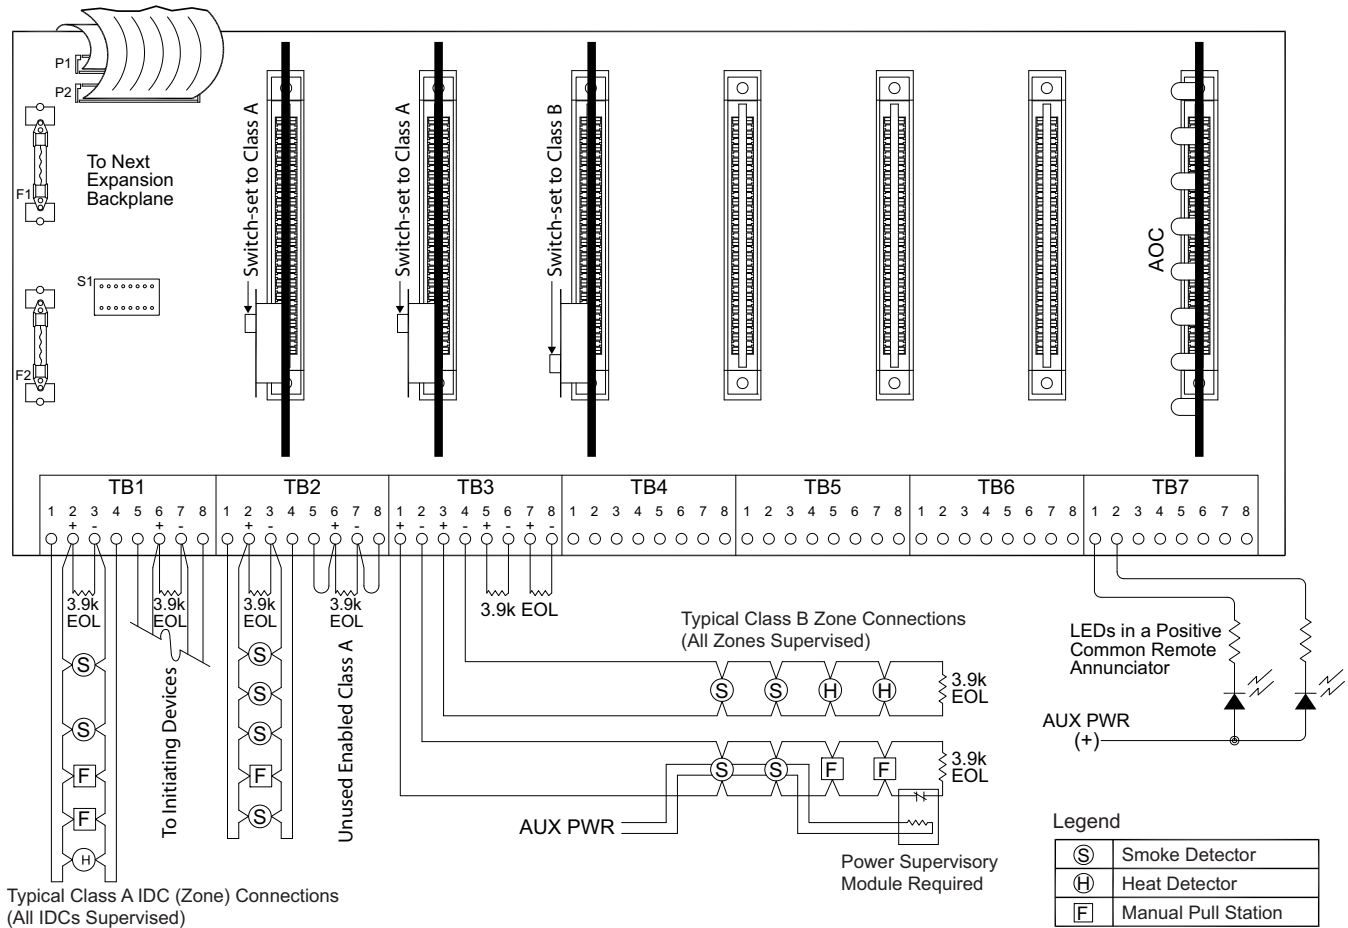 P1
P2
To Next
Expansion
Backplane
F1
S1
F2
Switch-set to Class A
Switch-set to Class A
Switch-set to Class B
AOC
TB1 TB2 TB3 TB4 TB5 TB6 TB7
1 2 3 4 5 6 7 8 1 2 3 4 5 6 7 8 1 2 3 4 5 6 7 8 1 2 3 4 5 6 7 8 1 2 3 4 5 6 7 8 1 2 3 4 5 6 7 8 1 2 3 4 5 6 7 8
+ - + - + - + - + - + - + - + -
3.9k
EOL
3.9k
EOL
3.9k
EOL
3.9k
EOL
3.9k EOL
S
S
F
F
H
To Initiating Devices
S
S
S
F
S
Unused Enabled Class A
Typical Class B Zone Connections
(All Zones Supervised)
S S H H
3.9k
EOL
S S F F
3.9k
EOL
AUX PWR
Power Supervisory
Module Required
LEDs in a Positive
Common Remote
Annunciator
AUX PWR
(+)
Typical Class A IDC (Zone) Connections
(All IDCs Supervised)
Legend
S Smoke Detector
H Heat Detector
F Manual Pull Station